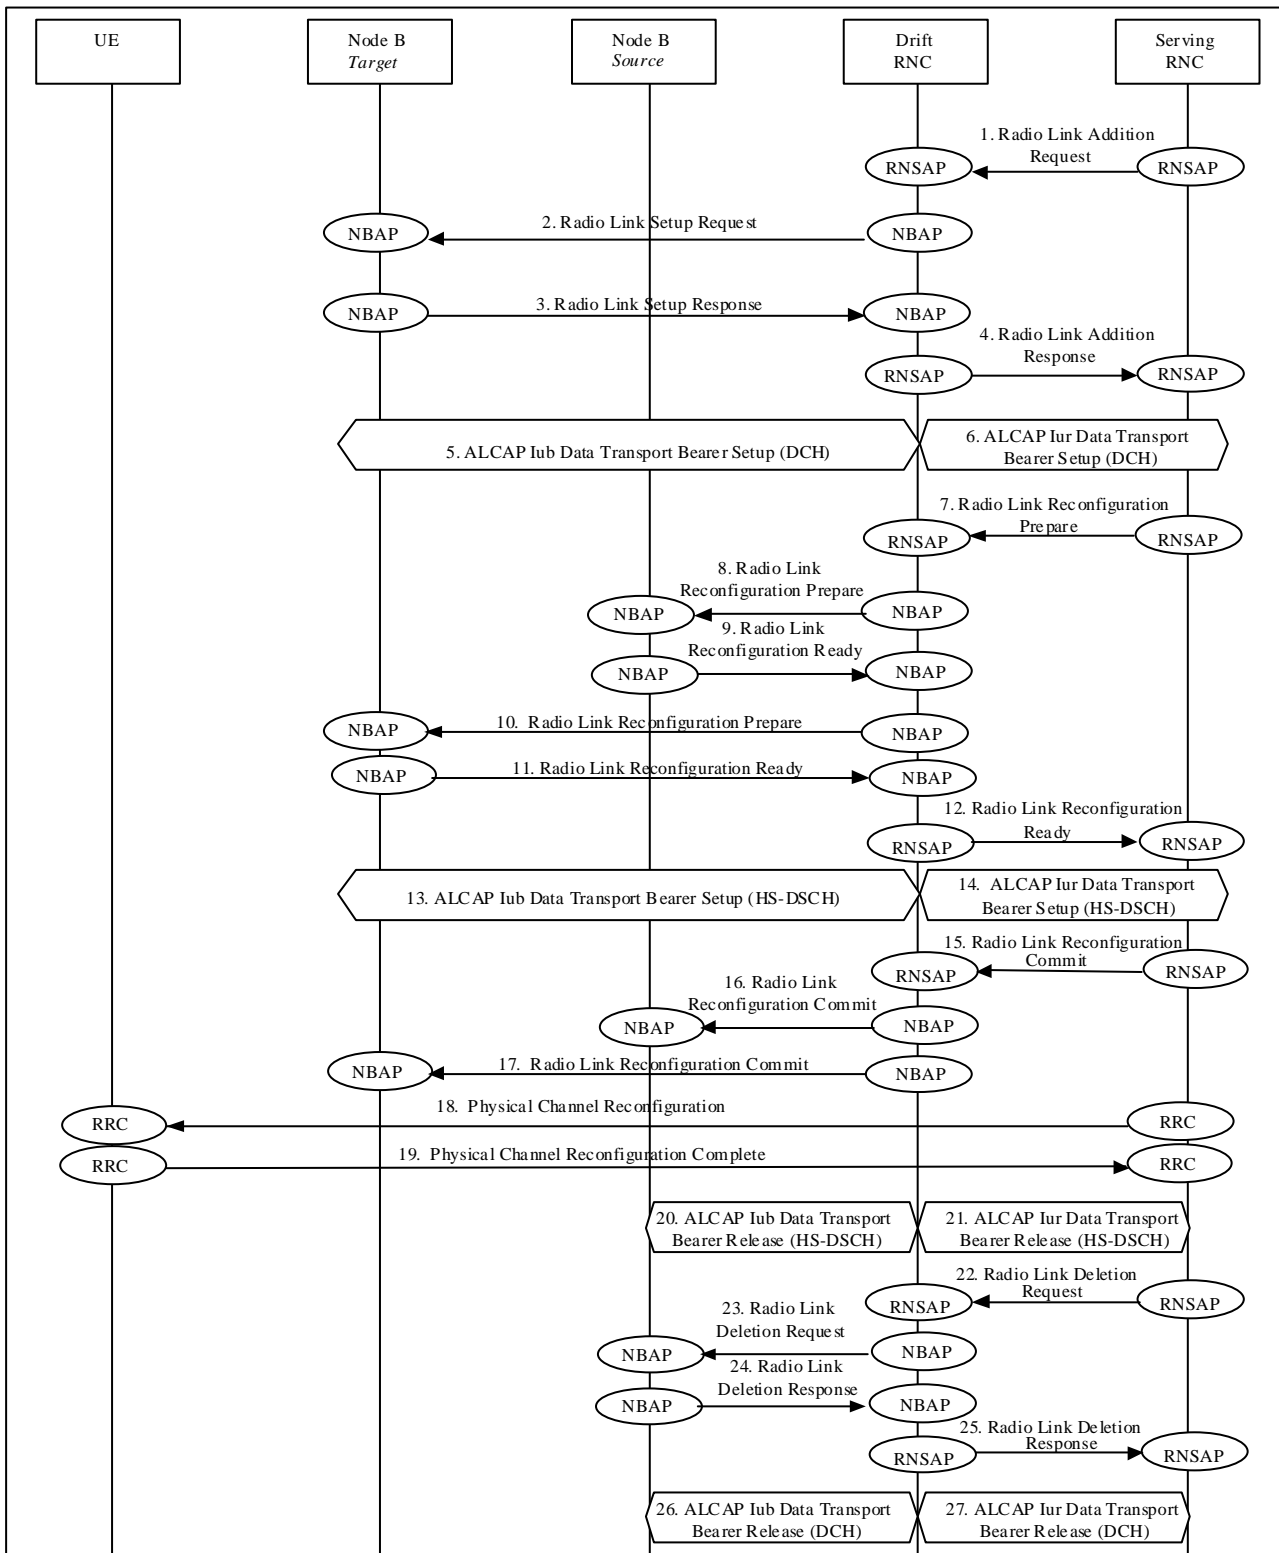 UE
Node B
Target
Node B
Source
Drift
RNC
Serving
RNC
1. Radio Link Addition
Request
RNSAP
RNSAP
2. Radio Link Setup Request
NBAP
NBAP
3. Radio Link Setup Response
NBAP
NBAP
4. Radio Link Addition
Response
RNSAP
RNSAP
5. ALCAP Iub Data Transport Bearer Setup (DCH)
6. ALCAP Iur Data Transport
Bearer Setup (DCH)
7. Radio Link Reconfiguration
Prepare
RNSAP
RNSAP
8. Radio Link
Reconfiguration Prepare
NBAP
NBAP
9. Radio Link
Reconfiguration Ready
NBAP
NBAP
10. Radio Link Reconfiguration Prepare
NBAP
NBAP
11. Radio Link Reconfiguration Ready
NBAP
NBAP
12. Radio Link Reconfiguration
Ready
RNSAP
RNSAP
13. ALCAP Iub Data Transport Bearer Setup (HS-DSCH)
14. ALCAP Iur Data Transport
Bearer Setup (HS-DSCH)
15. Radio Link Reconfiguration
Commit
RNSAP
RNSAP
16. Radio Link
Reconfiguration Commit
NBAP
NBAP
17. Radio Link Reconfiguration Commit
NBAP
NBAP
18. Physical Channel Reconfiguration
RRC
RRC
19. Physical Channel Reconfiguration Complete
RRC
RRC
20. ALCAP Iub Data Transport
Bearer Release (HS-DSCH)
21. ALCAP Iur Data Transport
Bearer Release (HS-DSCH)
22. Radio Link Deletion
Request
RNSAP
RNSAP
23. Radio Link
Deletion Request
NBAP
NBAP
24. Radio Link
Deletion Response
NBAP
NBAP
25. Radio Link Deletion
Response
RNSAP
RNSAP
26. ALCAP Iub Data Transport
Bearer Release (DCH)
27. ALCAP Iur Data Transport
Bearer Release (DCH)